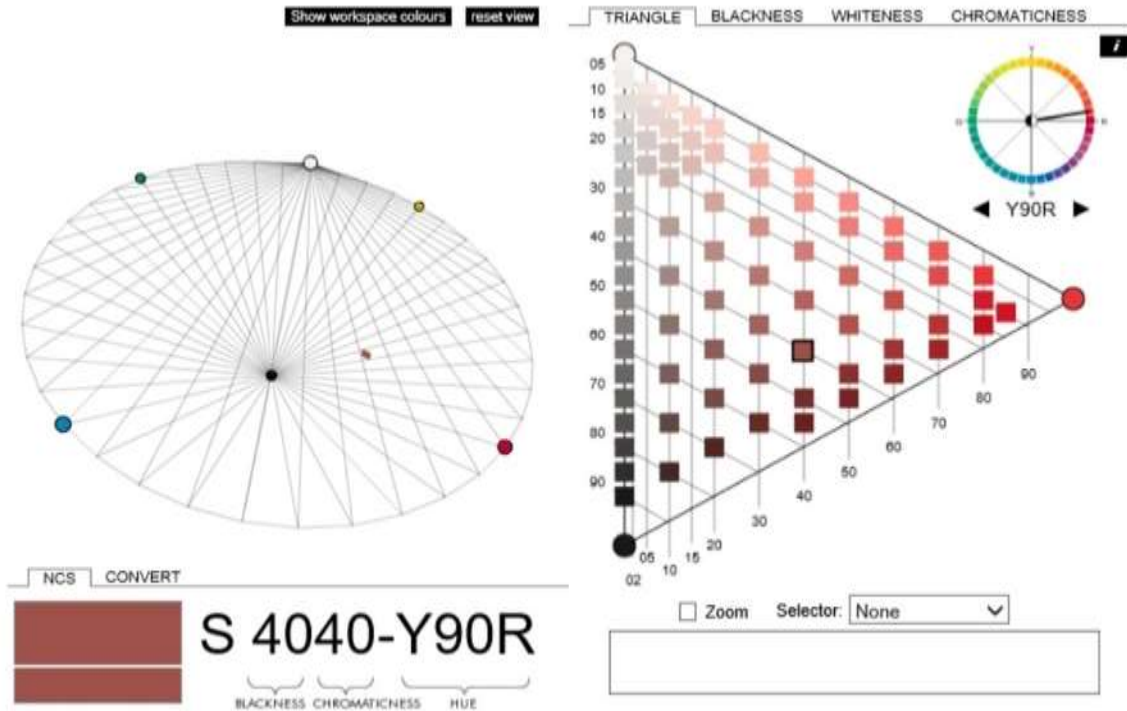 Show workspace colours
reset view
TRIANGLE
BLACKNESS
WHITENESS
CHROMATICNESS
i
05
10
15
20
30
40
50
60
70
80
90
Y
G
R
B
Y90R
90
80
70
60
50
40
30
20
15
10
05
02
NCS
CONVERT
S 4040-Y90R
BLACKNESS
CHROMATICNESS
HUE
Zoom
Selector:
None